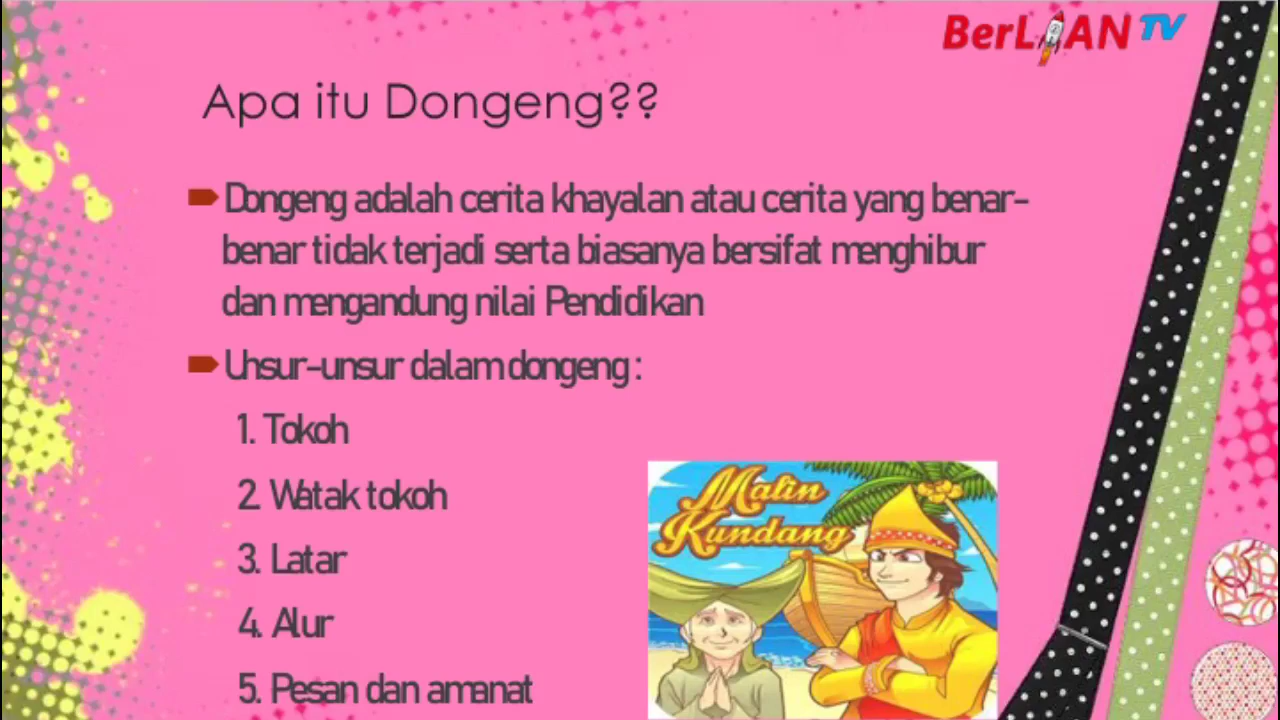 BerLIAN TV
Apa itu Dongeng??
Dongeng adalah cerita khayalan atau cerita yang benar-
benar tidak terjadi serta biasanya bersifat menghibur
dan mengandung nilai Pendidikan
Unsur-unsur dalam dongeng :
1. Tokoh
2. Watak tokoh
3. Latar
4. Alur
5. Pesan dan amanat
Malin
Kundang